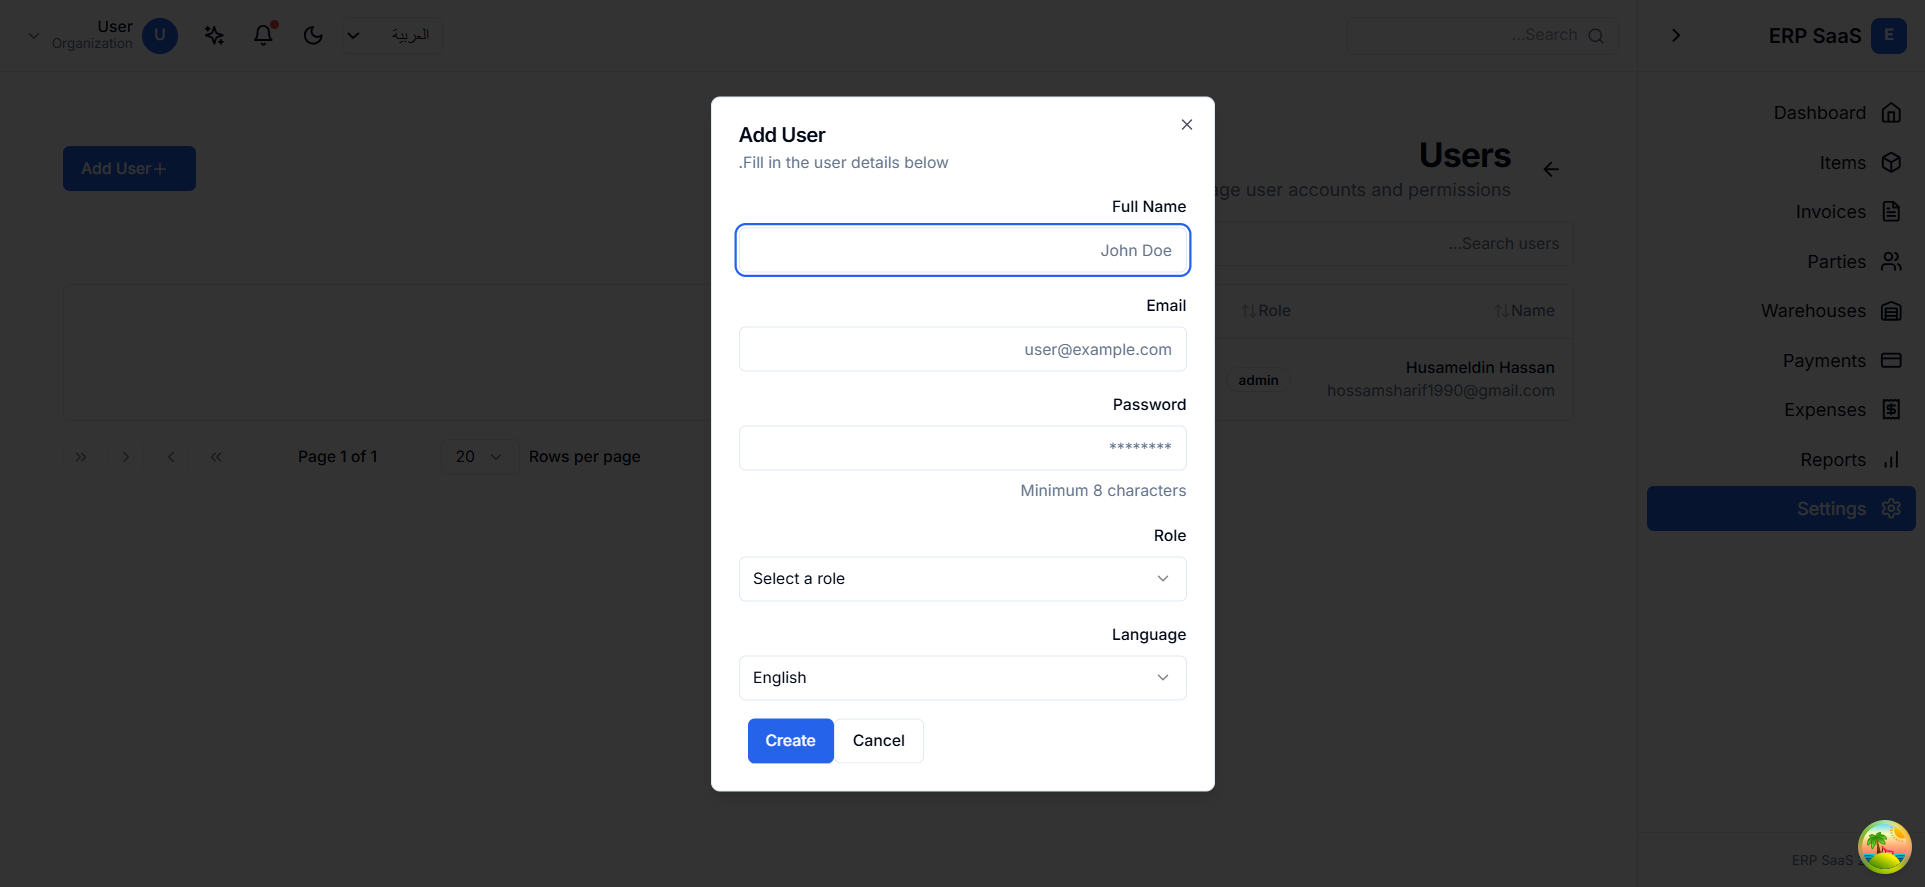 User
Organization
U
العربية
...Search
ERP SaaS
E
Add User
.Fill in the user details below
Full Name
John Doe
Email
user@example.com
Password
********
Minimum 8 characters
Role
Select a role
Language
English
Create
Cancel
Add User
Users
age user accounts and permissions
...Search users
Role
Name
admin
Husameldin Hassan
hossamsharif1990@gmail.com
Page 1 of 1
20
Rows per page
Dashboard
Items
Invoices
Parties
Warehouses
Payments
Expenses
Reports
Settings
ERP SaaS